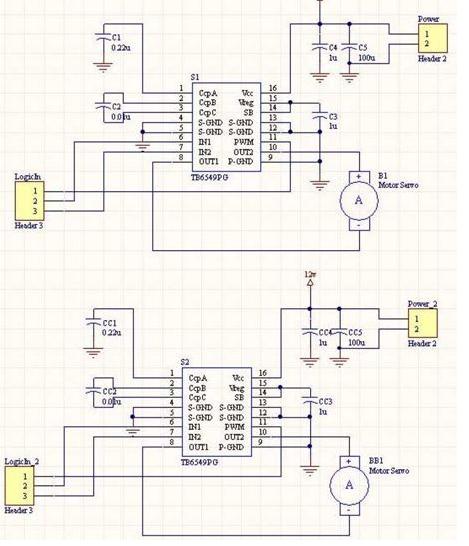 Power
C1
0.22u
C4
1u
C5
100u
1
2
Header 2
S1
C2
0.01u
1 CcpA Vcc 16
2 CcpB Vreg 15
3 CcpC SB 14
4 S-GND S-GND 13
5 S-GND S-GND 12
6 IN1 PWM 11
7 IN2 OUT2 10
8 OUT1 P-GND 9
TB6549PG
C3
1u
LogicIn
1
2
3
Header 3
B1
Motor Servo
+
A
-
12v
Power_2
CC1
0.22u
CC4
1u
CC5
100u
1
2
Header 2
S2
CC2
0.01u
1 CcpA Vcc 16
2 CcpB Vreg 15
3 CcpC SB 14
4 S-GND S-GND 13
5 S-GND S-GND 12
6 IN1 PWM 11
7 IN2 OUT2 10
8 OUT1 P-GND 9
TB6549PG
CC3
1u
LogicIn_2
1
2
3
Header 3
BB1
Motor Servo
+
A
-